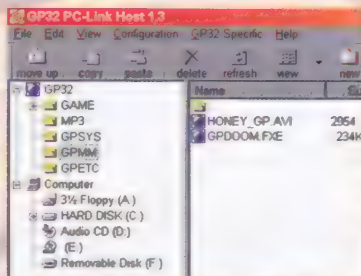 GP32 PC-Link Host 1.3
File Edit View Configuration GP32 Specific Help
move up copy paste delete refresh view new
GP32
GAME
MP3
GPSYS
GPMM
GPETC
Computer
3½ Floppy (A )
HARD DISK (C )
Audio CD (D:)
(E )
Removable Disk (F )
Name
HONEY_GP.AVI 2954
GPDOOM.FXE 234K